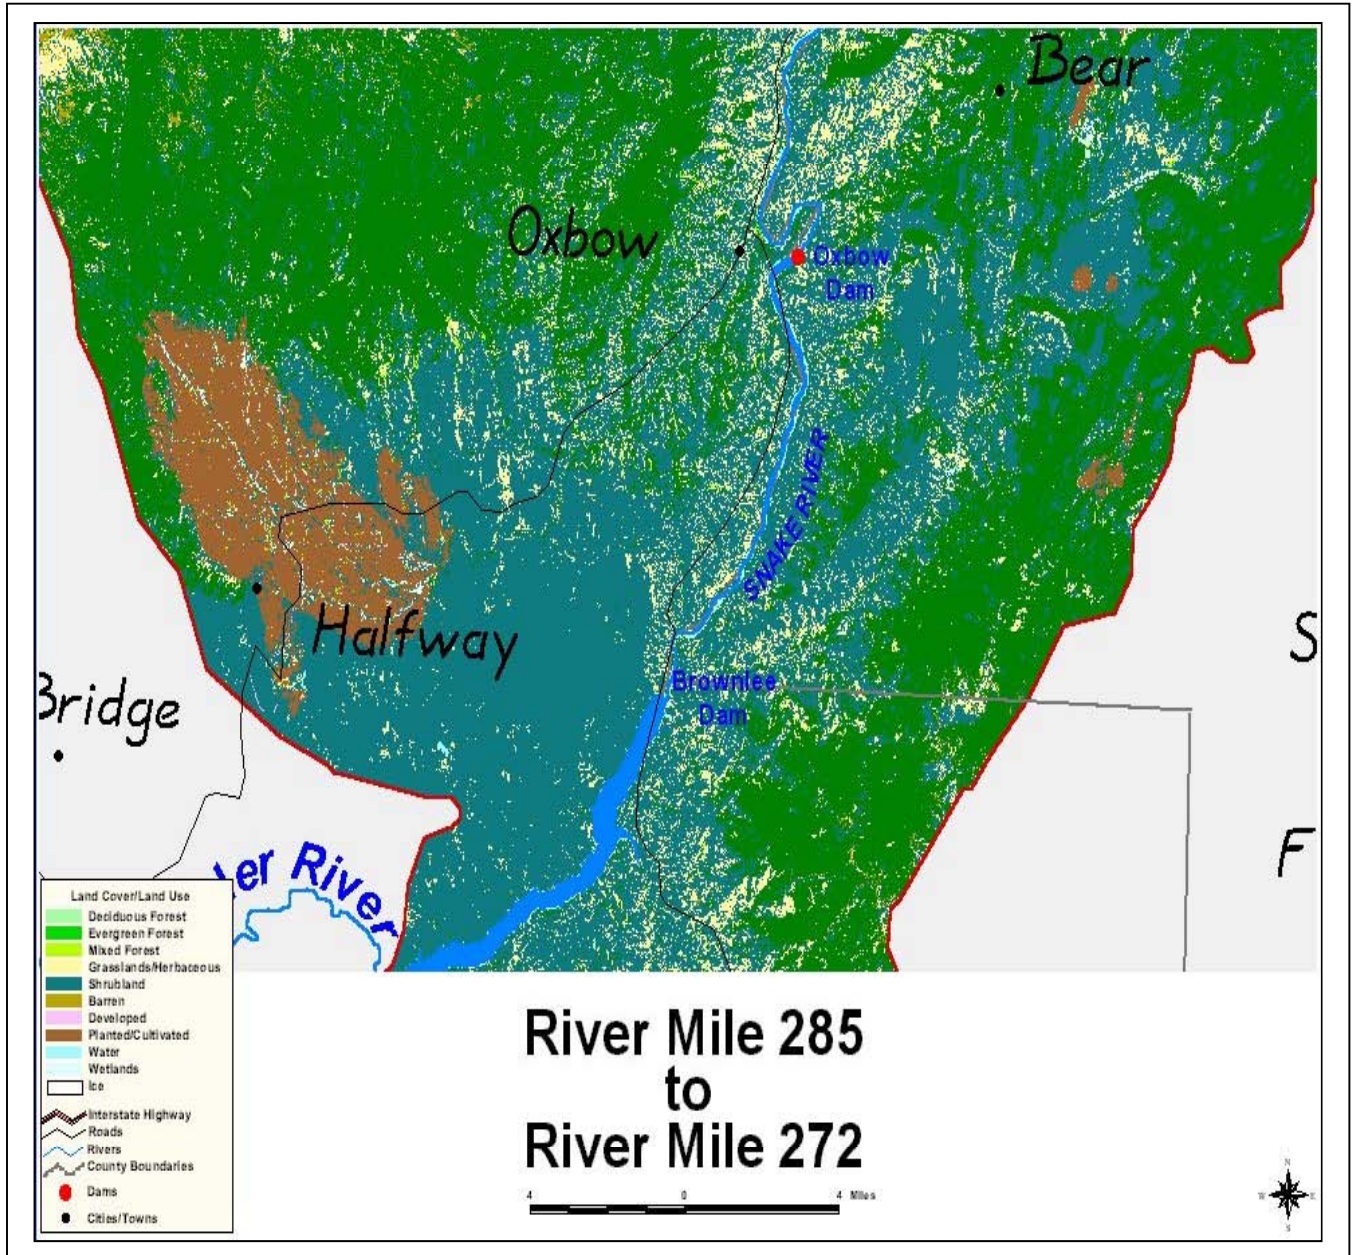 Bear
Oxbow
Oxbow
Dam
SNAKE RIVER
Halfway
S
Brownlee
Dam
Bridge
F
ler River
Land Cover/Land Use
Deciduous Forest
Evergreen Forest
Mixed Forest
Grasslands/Herbaceous
Shrubland
Barren
Developed
Planted/Cultivated
Water
Wetlands
Ice
Interstate Highway
Roads
Rivers
County Boundaries
Dams
Cities/Towns
River Mile 285
to
River Mile 272
4 0 4 Miles
N
W E
S